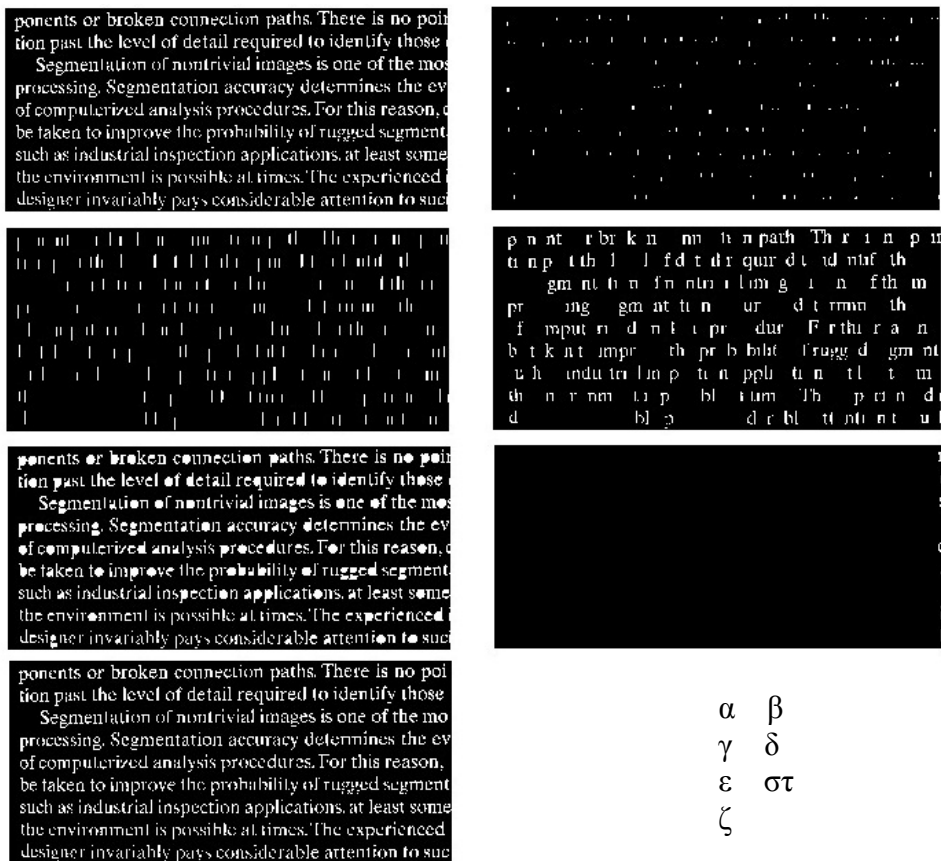 ponents or broken connection paths. There is no poi
tion past the level of detail required to identify those
Segmentation of nontrivial images is one of the mos
processing. Segmentation accuracy determines the ev
of computerized analysis procedures. For this reason,
be taken to improve the probability of rugged segment
such as industrial inspection applications, at least some
the environment is possible at times. The experienced
designer invariably pays considerable attention to suc
ponents or broken connection paths. There is no poi
tion past the level of detail required to identify those
Segmentation of nontrivial images is one of the mos
processing. Segmentation accuracy determines the ev
of computerized analysis procedures. For this reason,
be taken to improve the probability of rugged segment
such as industrial inspection applications, at least some
the environment is possible at times. The experienced
designer invariably pays considerable attention to suc
ponents or broken connection paths. There is no poi
tion past the level of detail required to identify those
Segmentation of nontrivial images is one of the mo
processing. Segmentation accuracy determines the ev
of computerized analysis procedures. For this reason,
be taken to improve the probability of rugged segment
such as industrial inspection applications, at least some
the environment is possible at times. The experienced
designer invariably pays considerable attention to suc
α β
γ δ
ε στ
ζ